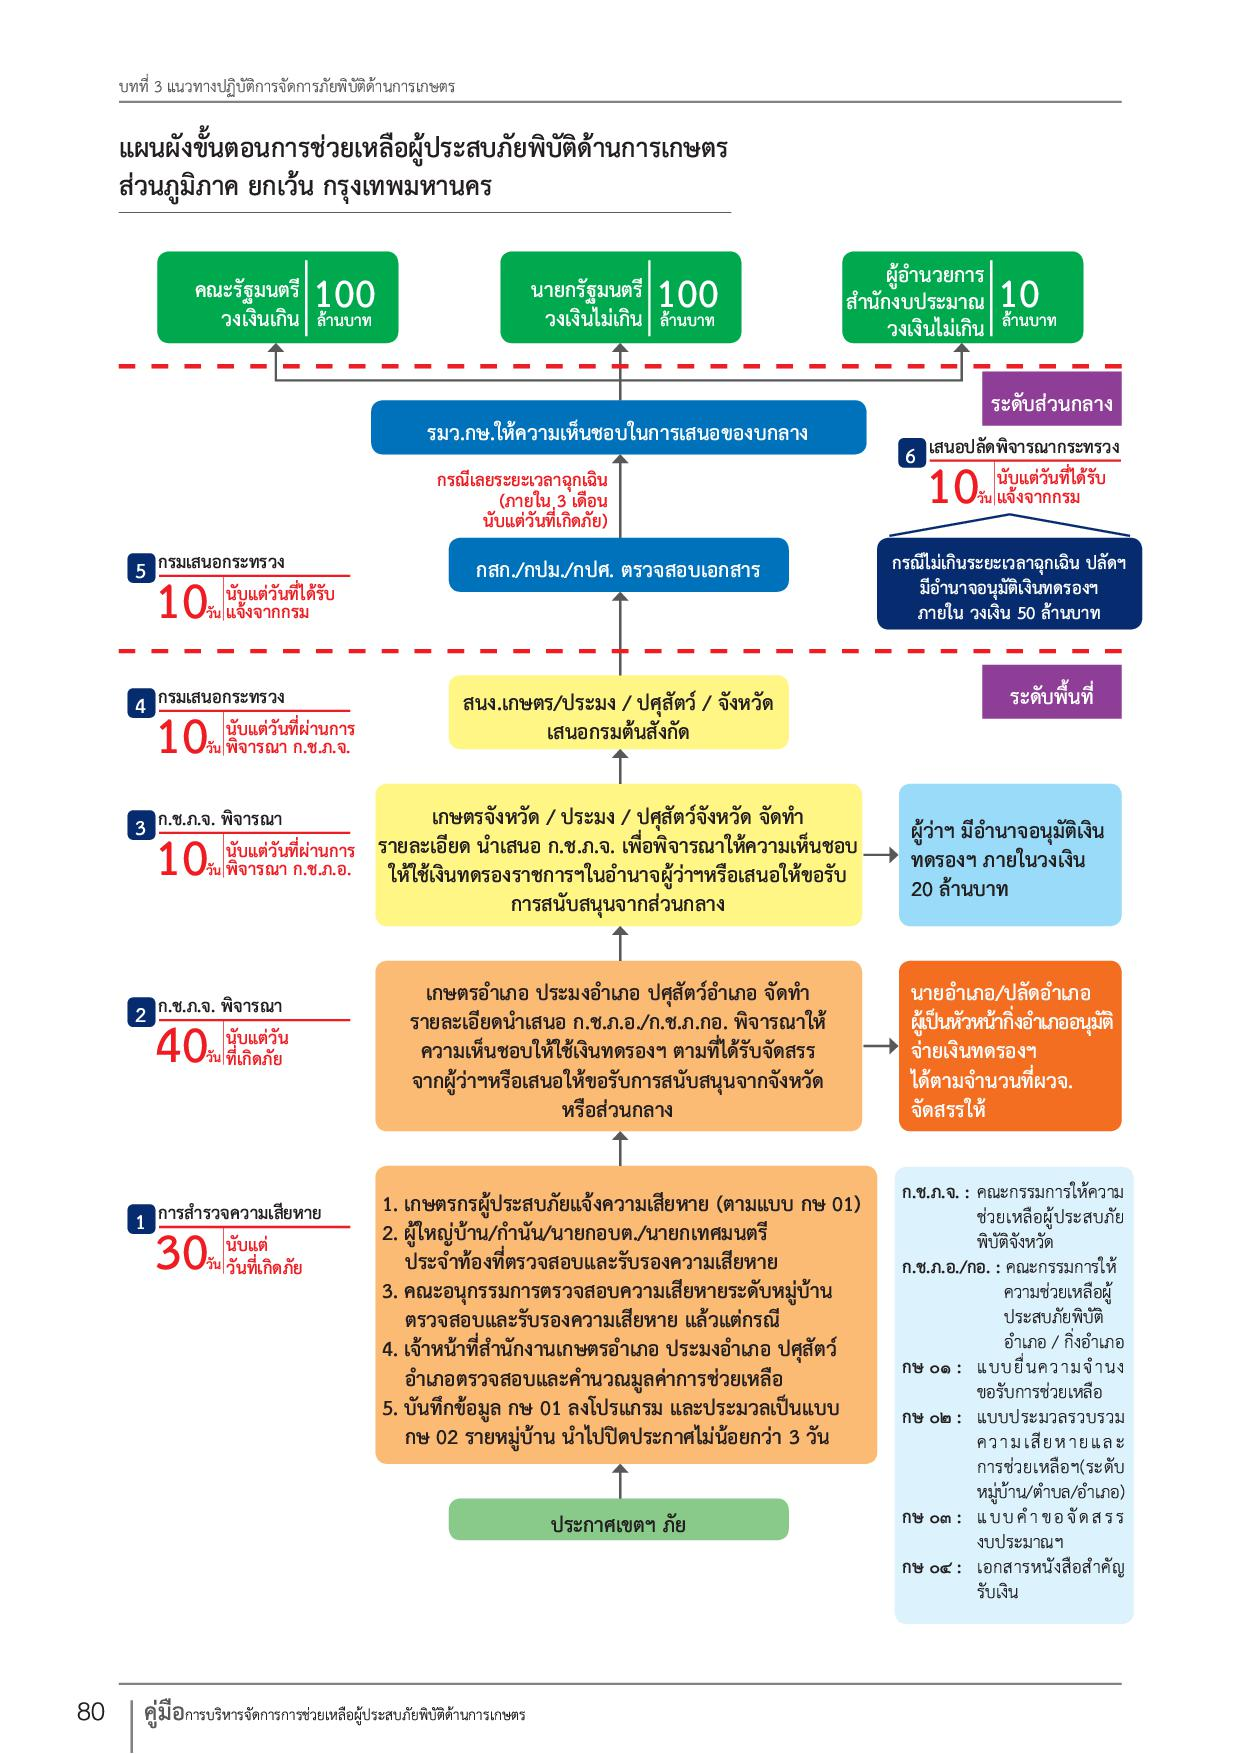 บทที่ 3 แนวทางปฏิบัติการจัดการภัยพิบัติด้านการเกษตร
แผนผังขั้นตอนการช่วยเหลือผู้ประสบภัยพิบัติด้านการเกษตร
ส่วนภูมิภาค ยกเว้น กรุงเทพมหานคร
คณะรัฐมนตรี
วงเงินเกิน
100
ล้านบาท
นายกรัฐมนตรี
วงเงินไม่เกิน
100
ล้านบาท
ผู้อำนวยการ
สำนักงบประมาณ
วงเงินไม่เกิน
10
ล้านบาท
ระดับส่วนกลาง
รมว.กษ.ให้ความเห็นชอบในการเสนอของบกลาง
6 เสนอปลัดพิจารณากระทรวง
10 วัน
นับแต่วันที่ได้รับ
แจ้งจากกรม
กรณีเลยระยะเวลาฉุกเฉิน
(ภายใน 3 เดือน
นับแต่วันที่เกิดภัย)
กรณีไม่เกินระยะเวลาฉุกเฉิน ปลัดฯ
มีอำนาจอนุมัติเงินทดรองฯ
ภายใน วงเงิน 50 ล้านบาท
5 กรมเสนอกระทรวง
10 วัน
นับแต่วันที่ได้รับ
แจ้งจากกรม
กสก./กปม./กปศ. ตรวจสอบเอกสาร
ระดับพื้นที่
4 กรมเสนอกระทรวง
10 วัน
นับแต่วันที่ผ่านการ
พิจารณา ก.ช.ภ.จ.
สนง.เกษตร/ประมง / ปศุสัตว์ / จังหวัด
เสนอกรมต้นสังกัด
3 ก.ช.ภ.จ. พิจารณา
10 วัน
นับแต่วันที่ผ่านการ
พิจารณา ก.ช.ภ.อ.
เกษตรจังหวัด / ประมง / ปศุสัตว์จังหวัด จัดทำ
รายละเอียด นำเสนอ ก.ช.ภ.จ. เพื่อพิจารณาให้ความเห็นชอบ
ให้ใช้เงินทดรองราชการฯในอำนาจผู้ว่าฯหรือเสนอให้ขอรับ
การสนับสนุนจากส่วนกลาง
ผู้ว่าฯ มีอำนาจอนุมัติเงิน
ทดรองฯ ภายในวงเงิน
20 ล้านบาท
2 ก.ช.ภ.จ. พิจารณา
40 วัน
นับแต่วัน
ที่เกิดภัย
เกษตรอำเภอ ประมงอำเภอ ปศุสัตว์อำเภอ จัดทำ
รายละเอียดนำเสนอ ก.ช.ภ.อ./ก.ช.ภ.กอ. พิจารณาให้
ความเห็นชอบให้ใช้เงินทดรองฯ ตามที่ได้รับจัดสรร
จากผู้ว่าฯหรือเสนอให้ขอรับการสนับสนุนจากจังหวัด
หรือส่วนกลาง
นายอำเภอ/ปลัดอำเภอ
ผู้เป็นหัวหน้ากิ่งอำเภออนุมัติ
จ่ายเงินทดรองฯ
ได้ตามจำนวนที่ผวจ.
จัดสรรให้
1 การสำรวจความเสียหาย
30 วัน
นับแต่
วันที่เกิดภัย
1. เกษตรกรผู้ประสบภัยแจ้งความเสียหาย (ตามแบบ กษ 01)
2. ผู้ใหญ่บ้าน/กำนัน/นายกอบต./นายกเทศมนตรี
ประจำท้องที่ตรวจสอบและรับรองความเสียหาย
3. คณะอนุกรรมการตรวจสอบความเสียหายระดับหมู่บ้าน
ตรวจสอบและรับรองความเสียหาย แล้วแต่กรณี
4. เจ้าหน้าที่สำนักงานเกษตรอำเภอ ประมงอำเภอ ปศุสัตว์
อำเภอตรวจสอบและคำนวณมูลค่าการช่วยเหลือ
5. บันทึกข้อมูล กษ 01 ลงโปรแกรม และประมวลเป็นแบบ
กษ 02 รายหมู่บ้าน นำไปปิดประกาศไม่น้อยกว่า 3 วัน
ประกาศเขตฯ ภัย
ก.ช.ภ.จ. : คณะกรรมการให้ความ
ช่วยเหลือผู้ประสบภัย
พิบัติจังหวัด
ก.ช.ภ.อ./กอ. : คณะกรรมการให้
ความช่วยเหลือผู้
ประสบภัยพิบัติ
อำเภอ / กิ่งอำเภอ
กษ ๐๑ : แบบยื่นความจำนง
ขอรับการช่วยเหลือ
กษ ๐๒ : แบบประมวลรวบรวม
ความเสียหายและ
การช่วยเหลือฯ(ระดับ
หมู่บ้าน/ตำบล/อำเภอ)
กษ ๐๓ : แบบคำขอจัดสรร
งบประมาณฯ
กษ ๐๔ : เอกสารหนังสือสำคัญ
รับเงิน
80 คู่มือการบริหารจัดการการช่วยเหลือผู้ประสบภัยพิบัติด้านการเกษตร